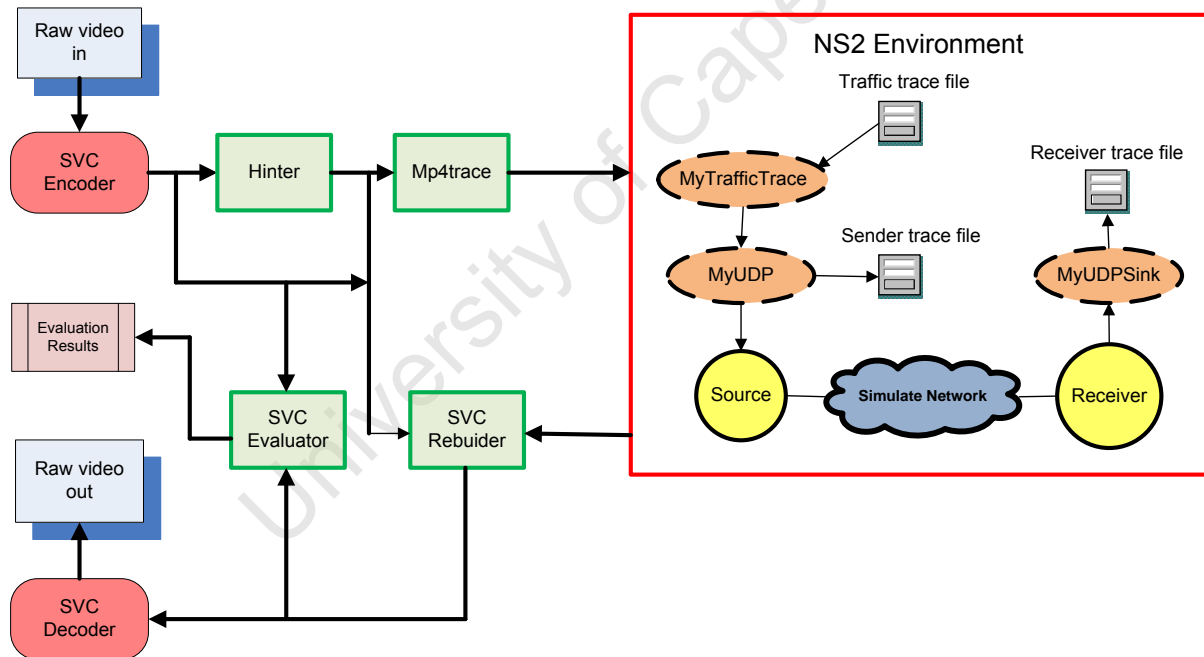 Raw video
in
NS2 Environment
Traffic trace file
Receiver trace file
SVC
Encoder
Hinter
Mp4trace
MyTrafficTrace
Sender trace file
MyUDP
MyUDPSink
Evaluation
Results
SVC
Evaluator
SVC
Rebuider
Source
Simulate Network
Receiver
Raw video
out
SVC
Decoder
University of Cape